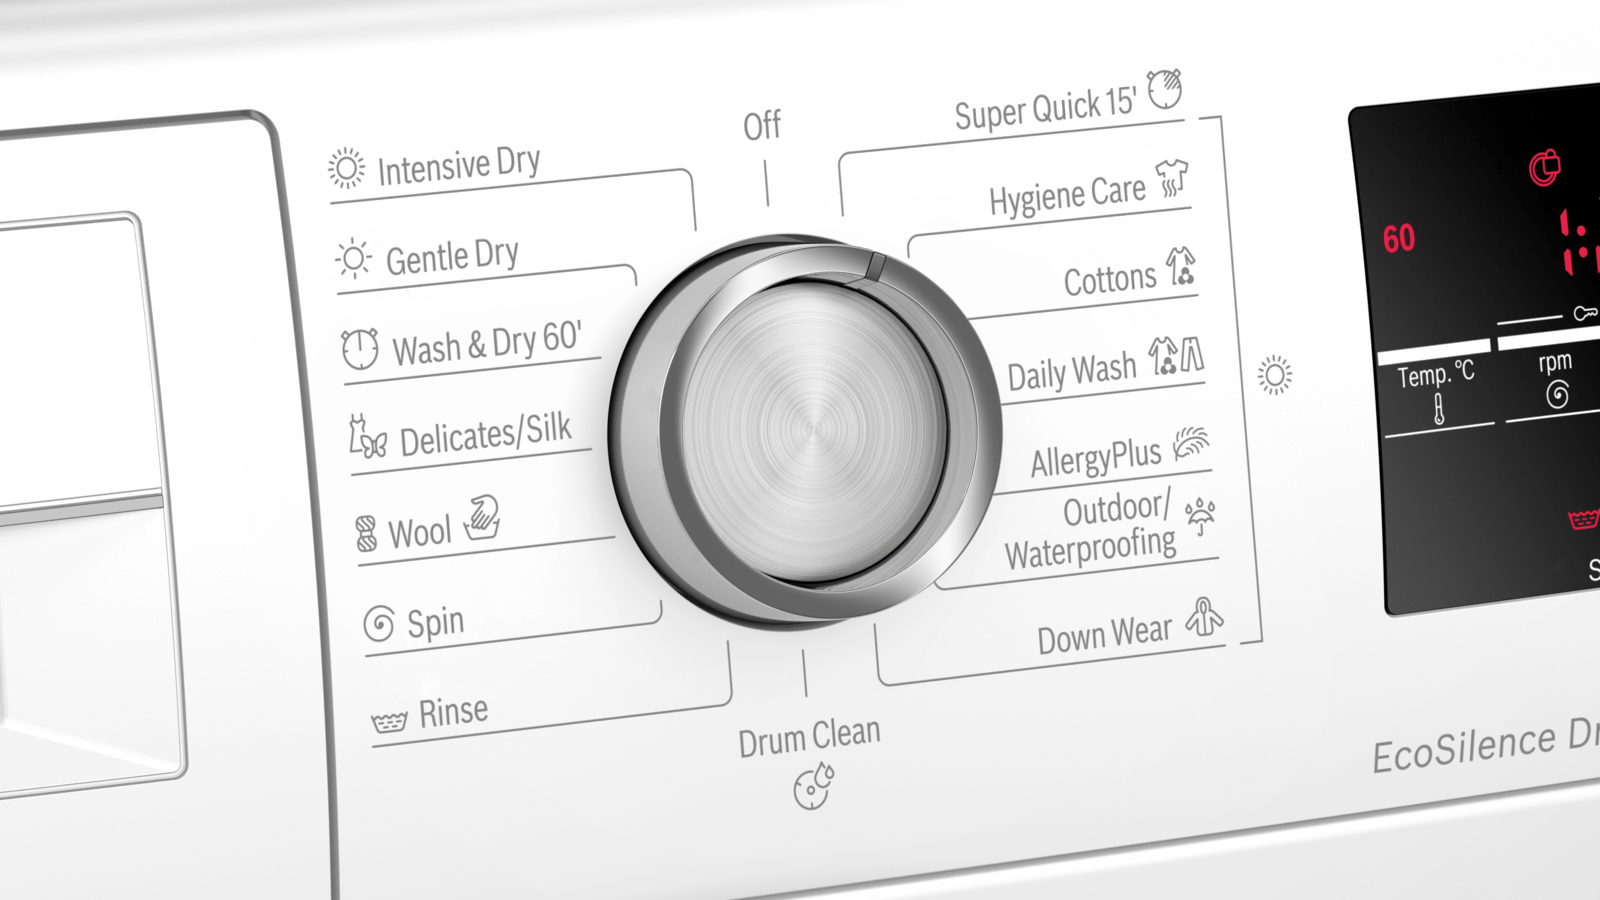 Off
Intensive Dry
Gentle Dry
Wash & Dry 60'
Delicates/Silk
Wool
Spin
Rinse
Drum Clean
Super Quick 15'
Hygiene Care
Cottons
Daily Wash
AllergyPlus
Outdoor/
Waterproofing
Down Wear
60
Temp. °C
rpm
EcoSilence